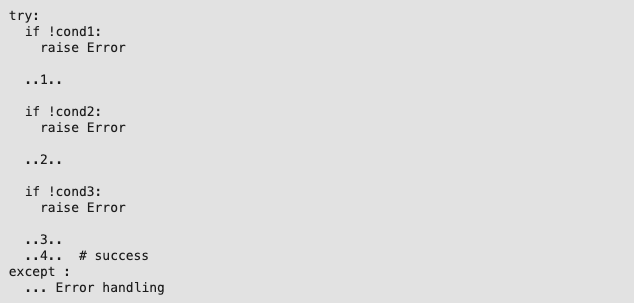 try:
  if !cond1:
    raise Error

  ..1..

  if !cond2:
    raise Error

  ..2..

  if !cond3:
    raise Error

  ..3..
  ..4..  # success
except :
  ... Error handling